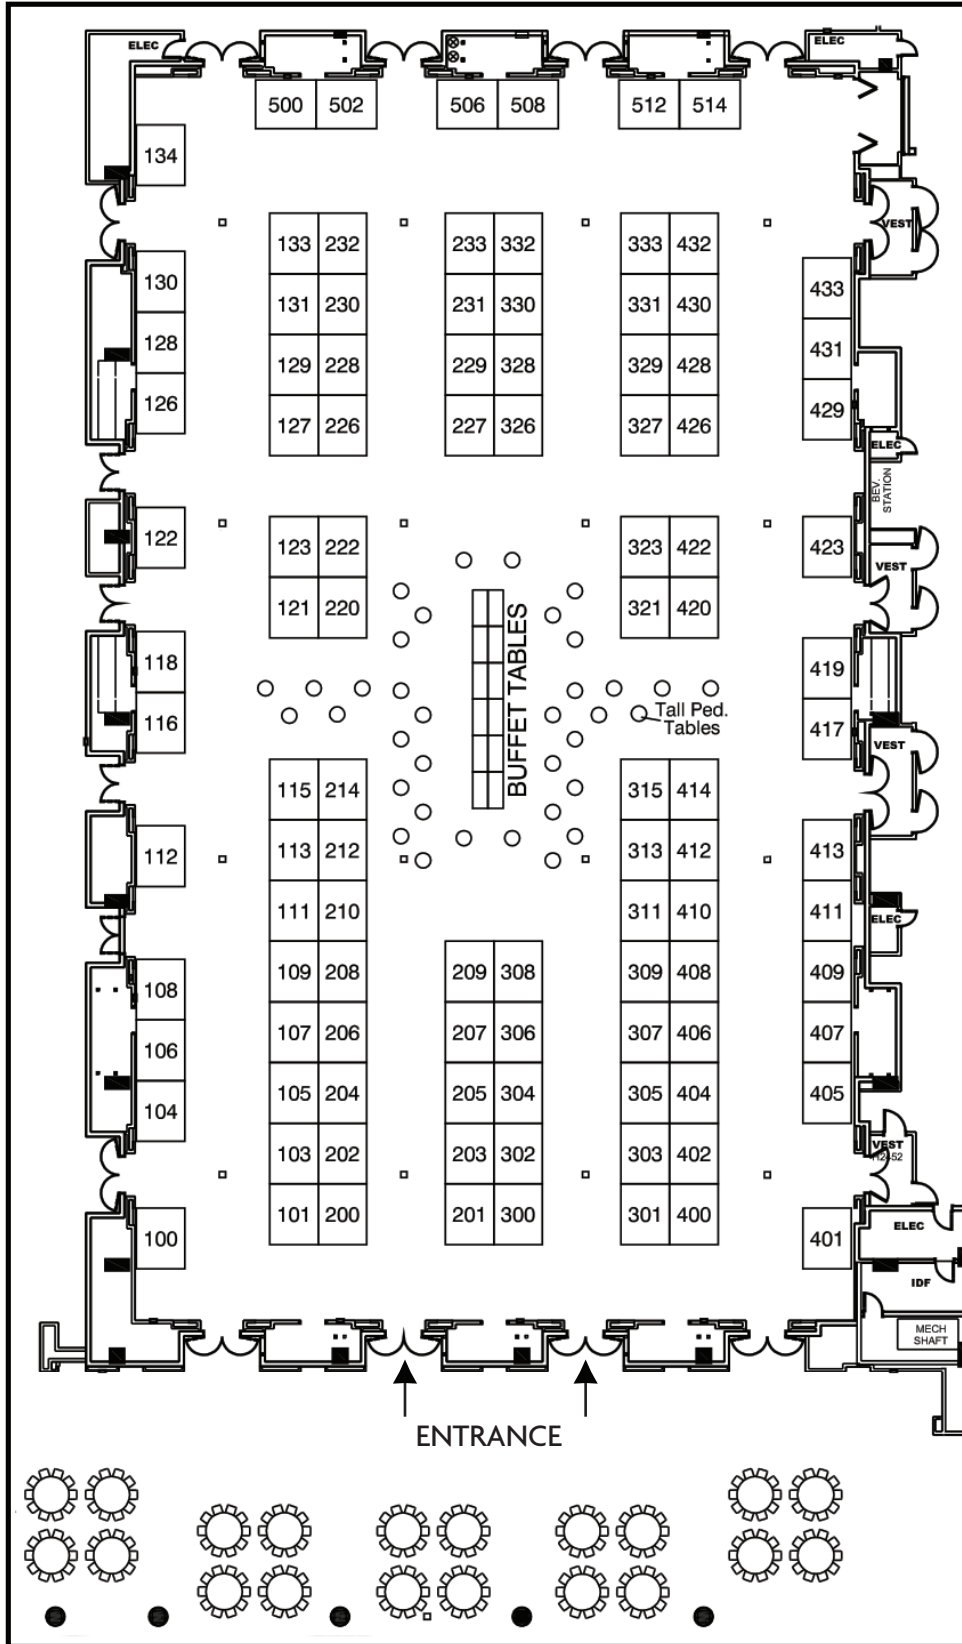 ELEC
ELEC
500 502 506 508 512 514
134
VEST
133 232 233 332 333 432
130 433
131 230 231 330 331 430
128 431
129 228 229 328 329 428
126 429
127 226 227 326 327 426
ELEC
BEV.
STATION
122 123 222 323 422 423
VEST
121 220 321 420
BUFFET TABLES
118 419
Tall Ped.
Tables
116 417
VEST
115 214 315 414
112 113 212 313 412 413
111 210 311 410 411
ELEC
108 109 208 209 308 309 408 409
107 206 207 306 307 406 407
106
105 204 205 304 305 404 405
104
VEST
103 202 203 302 303 402
101 200 201 300 301 400
100 401
ELEC
IDF
MECH
SHAFT
ENTRANCE